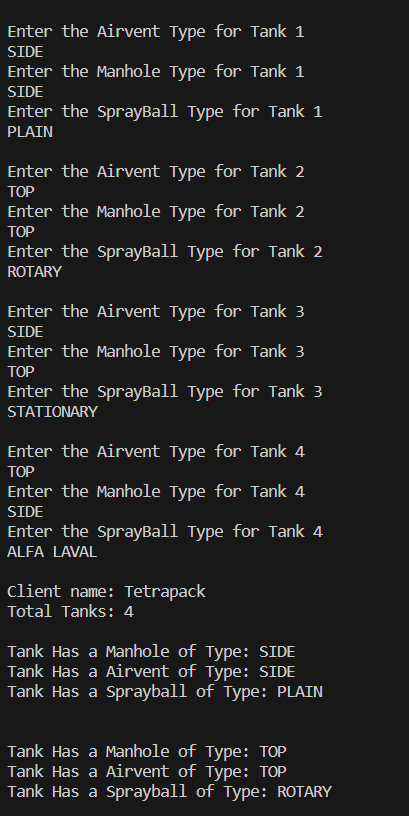 Enter the Airvent Type for Tank 1
SIDE
Enter the Manhole Type for Tank 1
SIDE
Enter the SprayBall Type for Tank 1
PLAIN
Enter the Airvent Type for Tank 2
TOP
Enter the Manhole Type for Tank 2
TOP
Enter the SprayBall Type for Tank 2
ROTARY
Enter the Airvent Type for Tank 3
SIDE
Enter the Manhole Type for Tank 3
TOP
Enter the SprayBall Type for Tank 3
STATIONARY
Enter the Airvent Type for Tank 4
TOP
Enter the Manhole Type for Tank 4
SIDE
Enter the SprayBall Type for Tank 4
ALFA LAVAL
Client name: Tetrapack
Total Tanks: 4
Tank Has a Manhole of Type: SIDE
Tank Has a Airvent of Type: SIDE
Tank Has a Sprayball of Type: PLAIN
Tank Has a Manhole of Type: TOP
Tank Has a Airvent of Type: TOP
Tank Has a Sprayball of Type: ROTARY